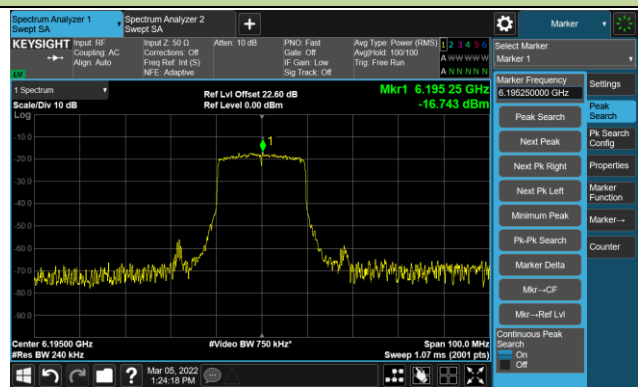 Spectrum Analyzer 1
Swept SA
Spectrum Analyzer 2
Swept SA
+
Marker
KEYSIGHT
Input: RF
Coupling: AC
Align: Auto
Input Z: 50 Ω
Corrections: Off
Freq Ref: Int (S)
NFE: Adaptive
Atten: 10 dB
PNO: Fast
Gate: Off
IF Gain: Low
Sig Track: Off
Avg Type: Power (RMS)
Avg|Hold: 100/100
Trig: Free Run
1 2 3 4 5 6
A W W W W W
A N N N N N
LXI
Select Marker
Marker 1
1 Spectrum
Scale/Div 10 dB
Ref Lvl Offset 22.60 dB
Ref Level 0.00 dBm
Mkr1 6.195 25 GHz
-16.743 dBm
Log
-10.0
-20.0
-30.0
-40.0
-50.0
-60.0
-70.0
-80.0
-90.0
1
Center 6.19500 GHz
#Res BW 240 kHz
#Video BW 750 kHz*
Span 100.0 MHz
Sweep 1.07 ms (2001 pts)
Marker Frequency
6.195250000 GHz
Peak Search
Next Peak
Next Pk Right
Next Pk Left
Minimum Peak
Pk-Pk Search
Marker Delta
Mkr→CF
Mkr→Ref Lvl
Continuous Peak
Search
On
Off
Settings
Peak
Search
Pk Search
Config
Properties
Marker
Function
Marker→
Counter
?
Mar 05, 2022
1:24:18 PM